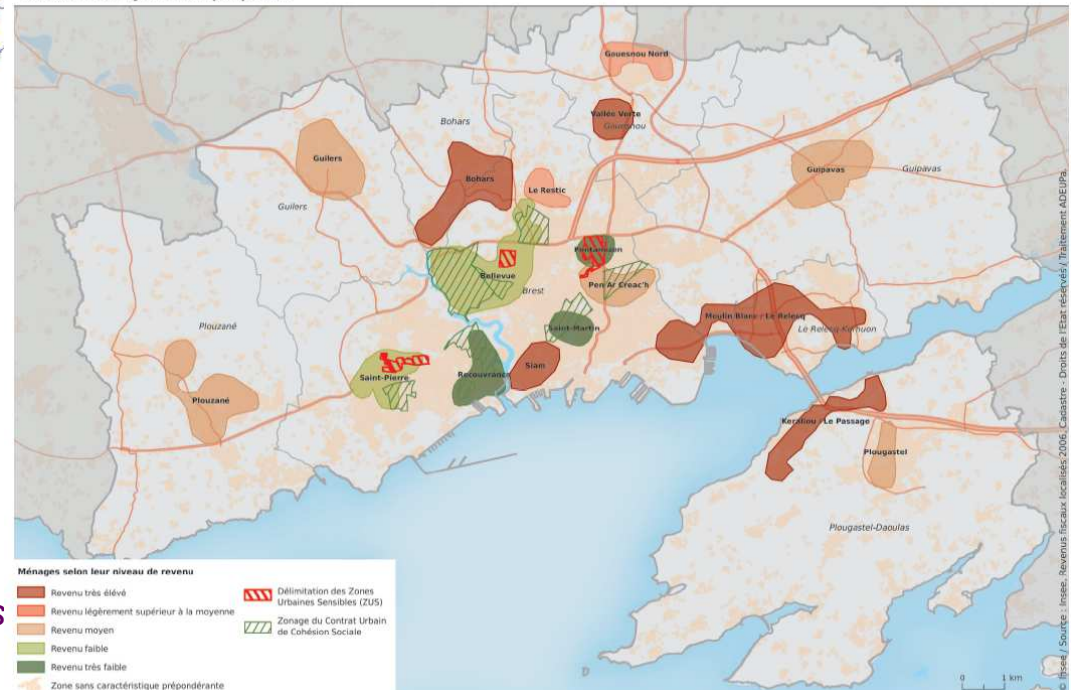 Gouesnou Nord
Vallée Verte
Gouesnou
Bohars
Guilers
Bohars
Le Restic
Guipavas
Guipavas
Guilers
Pontanézen
Bellevue
Pen Ar Creac'h
Brest
Plouzané
Moulin Blanc / Le Relecq
Le Relecq-Kerhuon
Saint-Martin
Siam
Recouvrance
Saint-Pierre
Plouzané
Keraliou / Le Passage
Plougastel
Plougastel-Daoulas
Ménages selon leur niveau de revenu
Revenu très élevé
Revenu légèrement supérieur à la moyenne
Revenu moyen
Revenu faible
Revenu très faible
Zone sans caractéristique prépondérante
Délimitation des Zones
Urbaines Sensibles (ZUS)
Zonage du Contrat Urbain
de Cohésion Sociale
0 1 km
© Insee / Source : Insee, Revenus fiscaux localisés 2006, Cadastre - Droits de l'Etat réservés / Traitement ADEUPa.